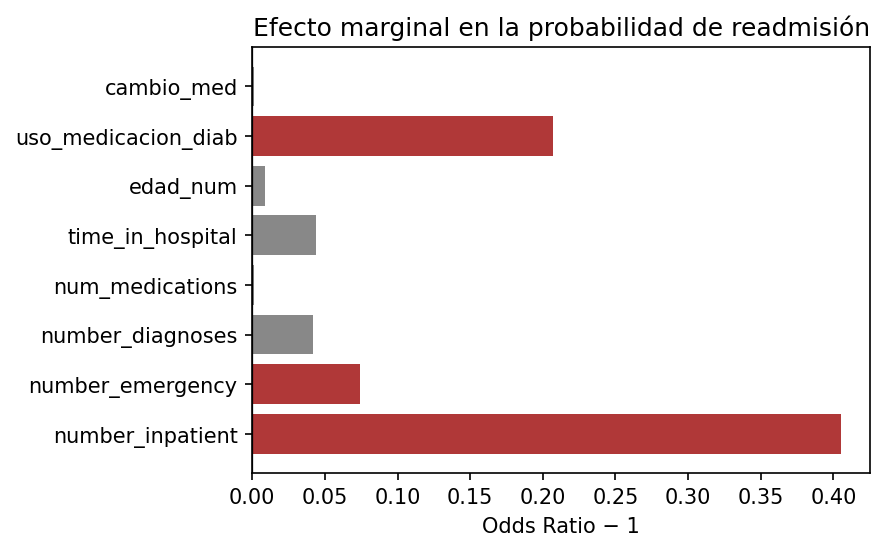 Efecto marginal en la probabilidad de readmisión
cambio_med
uso_medicacion_diab
edad_num
time_in_hospital
num_medications
number_diagnoses
number_emergency
number_inpatient
0.00 0.05 0.10 0.15 0.20 0.25 0.30 0.35 0.40
Odds Ratio − 1